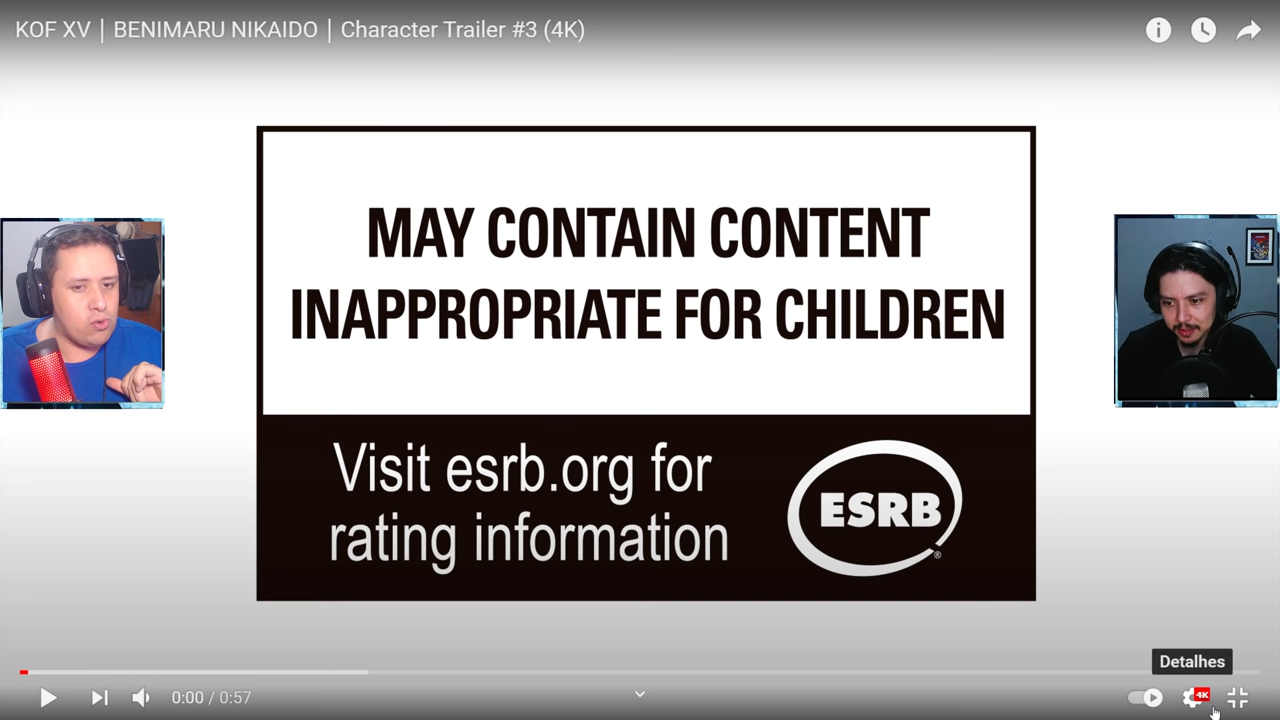 KOF XV | BENIMARU NIKAIDO | Character Trailer #3 (4K)
MAY CONTAIN CONTENT
INAPPROPRIATE FOR CHILDREN
Visit esrb.org for
rating information
ESRB
®
Detalhes
0:00 / 0:57
4K